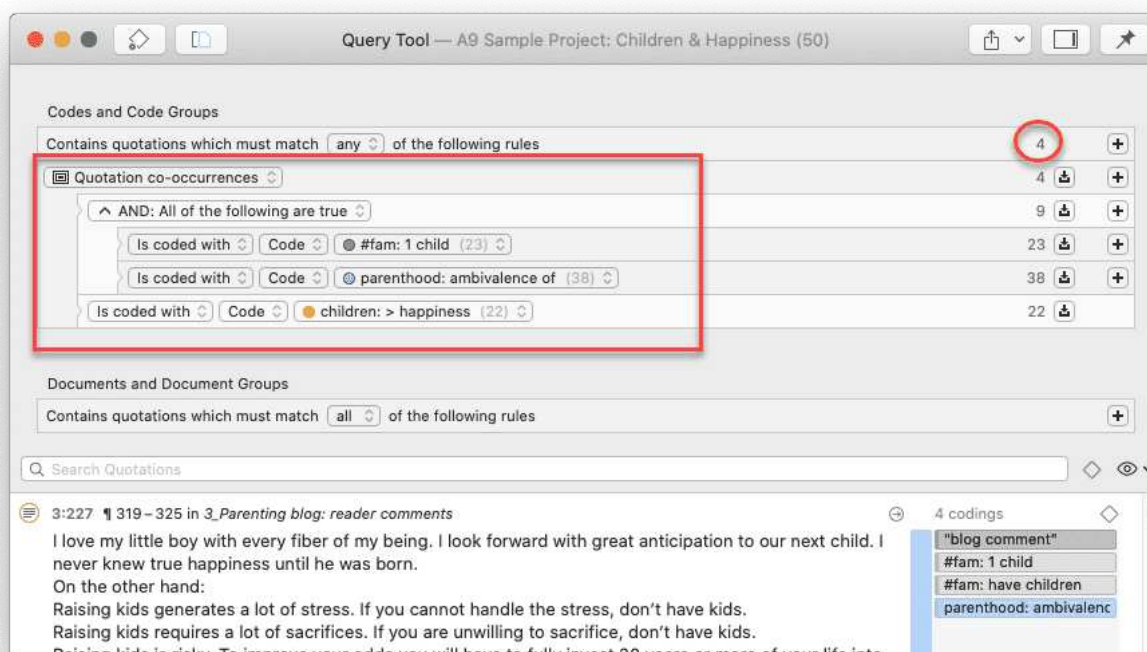 Query Tool — A9 Sample Project: Children & Happiness (50)
Codes and Code Groups
Contains quotations which must match any of the following rules 4
Quotation co-occurrences 4
AND: All of the following are true 9
Is coded with Code #fam: 1 child (23) 23
Is coded with Code parenthood: ambivalence of (38) 38
Is coded with Code children: > happiness (22) 22
Documents and Document Groups
Contains quotations which must match all of the following rules
Search Quotations
3:227 ¶ 319 – 325 in 3_Parenting blog: reader comments 4 codings
I love my little boy with every fiber of my being. I look forward with great anticipation to our next child. I "blog comment"
never knew true happiness until he was born. #fam: 1 child
On the other hand: #fam: have children
Raising kids generates a lot of stress. If you cannot handle the stress, don't have kids. parenthood: ambivalenc
Raising kids requires a lot of sacrifices. If you are unwilling to sacrifice, don't have kids.